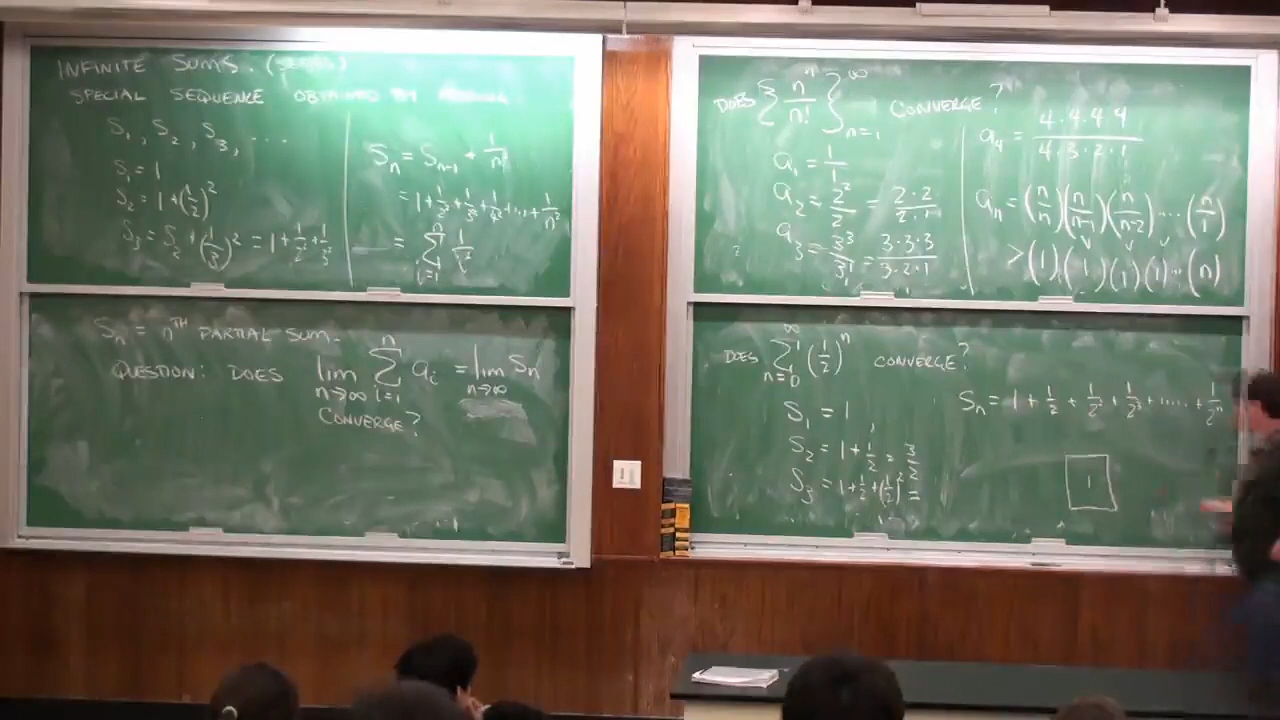 INFINITE SUMS. (SERIES)
SPECIAL SEQUENCE OBTAINED BY ADDING
S₁, S₂, S₃, ...
S₁ = 1
S₂ = 1 + (1/2)²
S₃ = S₂ + (1/3)² = 1 + 1/2² + 1/3²
Sₙ = Sₙ₋₁ + 1/n²
= 1 + 1/2² + 1/3² + 1/4² + ... + 1/n²
= Σᵢ₌₁ⁿ 1/i²
Sₙ = nTH PARTIAL SUM.
QUESTION: DOES lim n→∞ Σᵢ₌₁ⁿ aᵢ = lim n→∞ Sₙ
CONVERGE?
DOES {nⁿ/n!}ₙ₌₁^∞ CONVERGE?
a₁ = 1/1
a₂ = 2²/2 = 2·2/2·1
a₃ = 3³/3! = 3·3·3/3·2·1
a₄ = 4·4·4·4/4·3·2·1
aₙ = (n/n)(n/n-1)(n/n-2)...(n/1)
> (1)(1)(1)(1)...(n)
DOES Σₙ₌₀^∞ (1/2)ⁿ CONVERGE?
S₁ = 1
S₂ = 1 + 1/2 = 3/2
S₃ = 1 + 1/2 + (1/2)² =
Sₙ = 1 + 1/2 + 1/2² + 1/2³ + .... + 1/2ⁿ
1